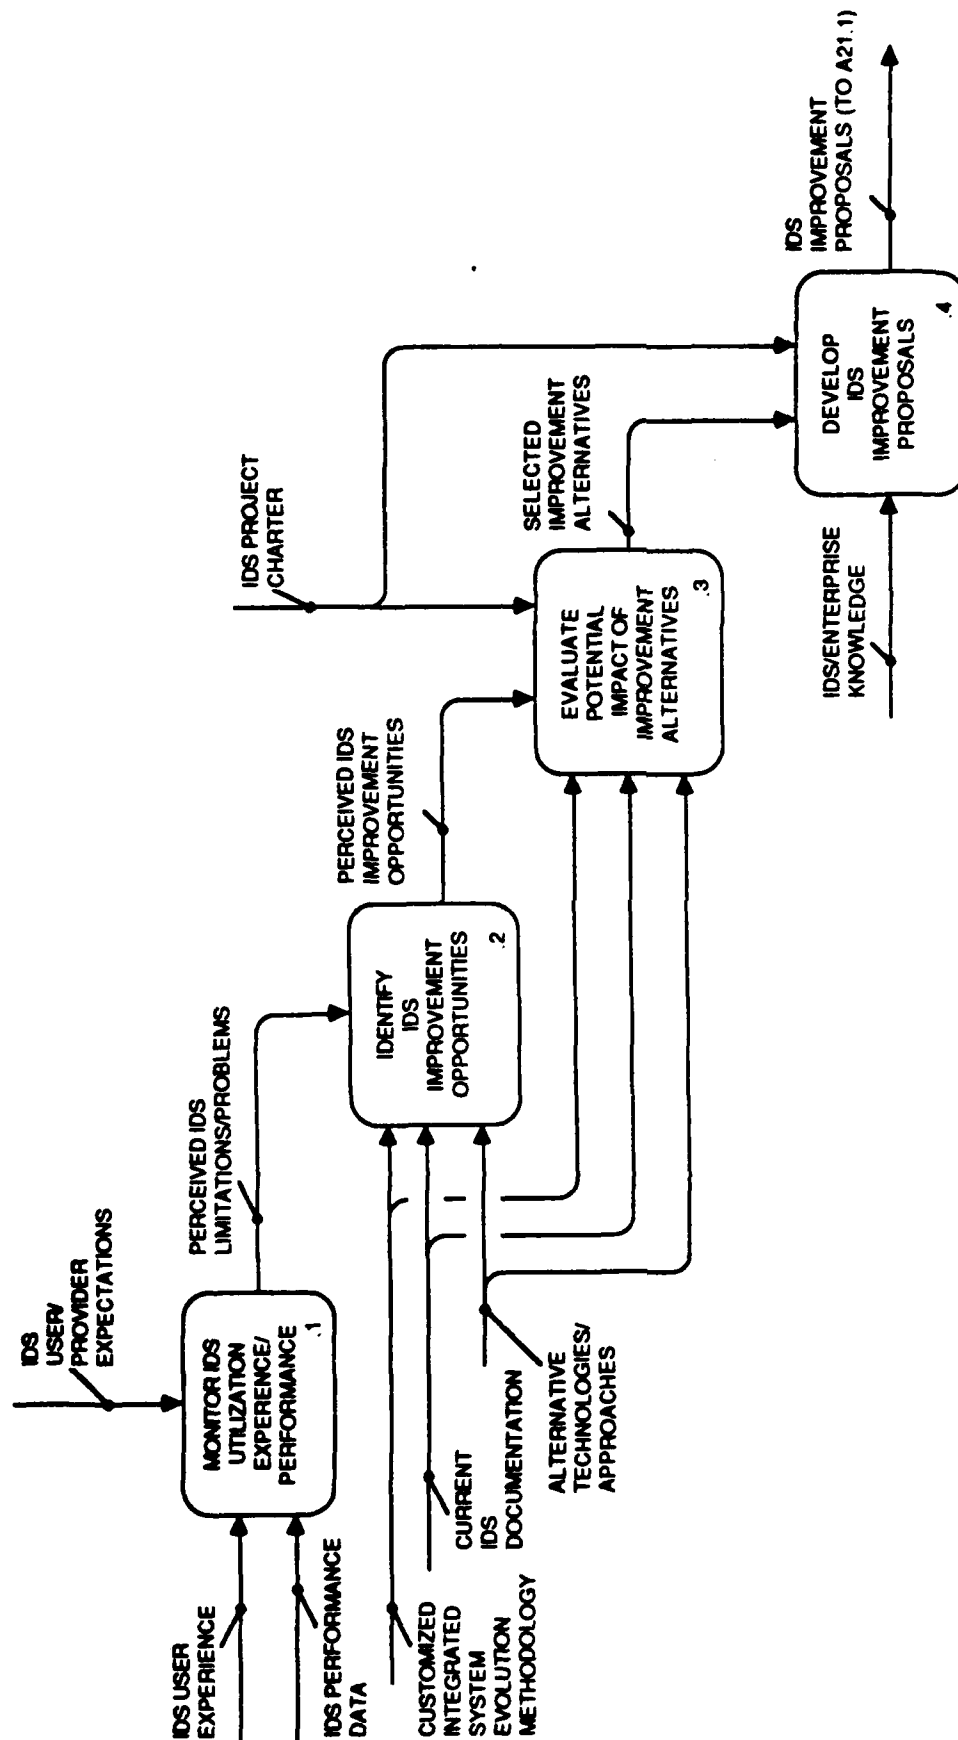 IDS
USER/
PROVIDER
EXPECTATIONS
IDS USER
EXPERIENCE
IDS PERFORMANCE
DATA
MONITOR IDS
UTILIZATION
EXPERENCE/
PERFORMANCE
.1
PERCEIVED IDS
LIMITATIONS/PROBLEMS
CUSTOMIZED
INTEGRATED
SYSTEM
EVOLUTION
METHODOLOGY
CURRENT
IDS
DOCUMENTATION
ALTERNATIVE
TECHNOLOGIES/
APPROACHES
IDENTIFY
IDS
IMPROVEMENT
OPPORTUNITIES
.2
PERCEIVED IDS
IMPROVEMENT
OPPORTUNITIES
IDS PROJECT
CHARTER
EVALUATE
POTENTIAL
IMPACT OF
IMPROVEMENT
ALTERNATIVES
.3
SELECTED
IMPROVEMENT
ALTERNATIVES
IDS/ENTERPRISE
KNOWLEDGE
DEVELOP
IDS
IMPROVEMENT
PROPOSALS
.4
IDS
IMPROVEMENT
PROPOSALS (TO A21.1)